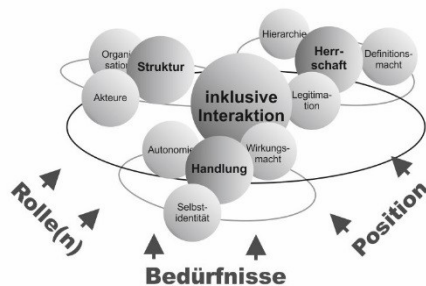 Hierarchie
Organi-
sation
Struktur
Herr-
schaft
Definitions-
macht
Akteure
inklusive
Interaktion
Legitima-
tion
Autonomie
Wirkungs-
macht
Handlung
Selbst-
identität
Rolle(n)
Position
Bedürfnisse